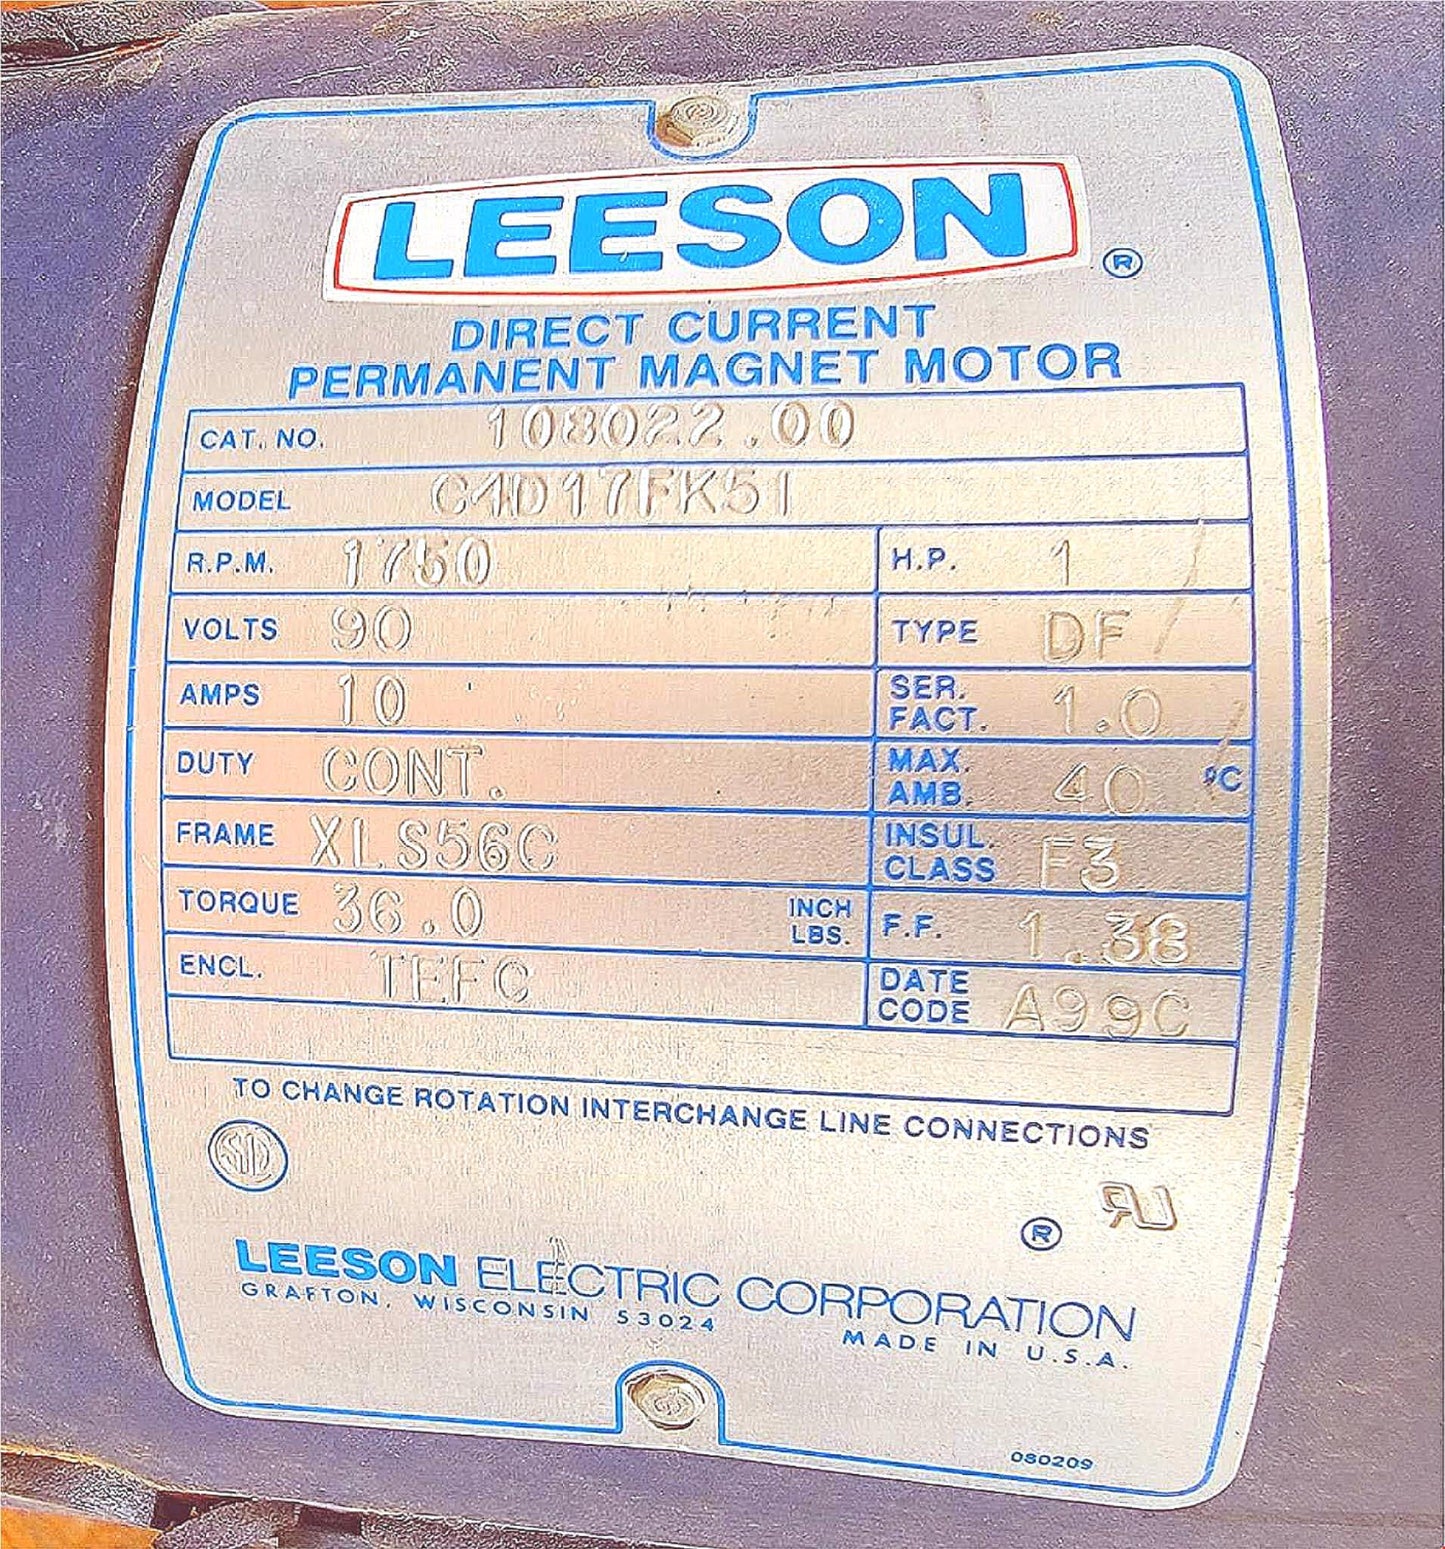 LEESON ®
DIRECT CURRENT
PERMANENT MAGNET MOTOR
CAT. NO. 108022.00
MODEL C4D17FK51
R.P.M. 1750 H.P. 1
VOLTS 90 TYPE DF
AMPS 10 SER. FACT. 1.0
DUTY CONT. MAX. AMB. 40 °C
FRAME XLS56C INSUL. CLASS F3
TORQUE 36.0 INCH LBS. F.F. 1.38
ENCL. TEFC DATE CODE A99C
TO CHANGE ROTATION INTERCHANGE LINE CONNECTIONS
®
LEESON ELECTRIC CORPORATION
GRAFTON, WISCONSIN 53024
MADE IN U.S.A.
080209